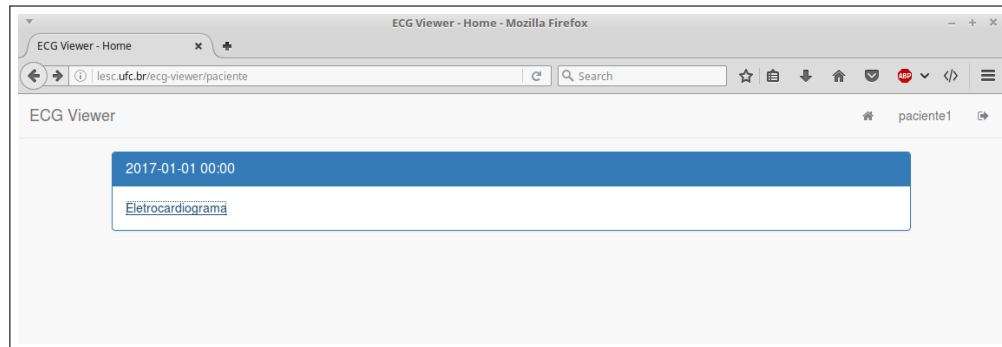 ECG Viewer - Home - Mozilla Firefox
ECG Viewer - Home
lesc.ufc.br/ecg-viewer/paciente
Search
ABP
ECG Viewer
paciente1
2017-01-01 00:00
Eletrocardiograma